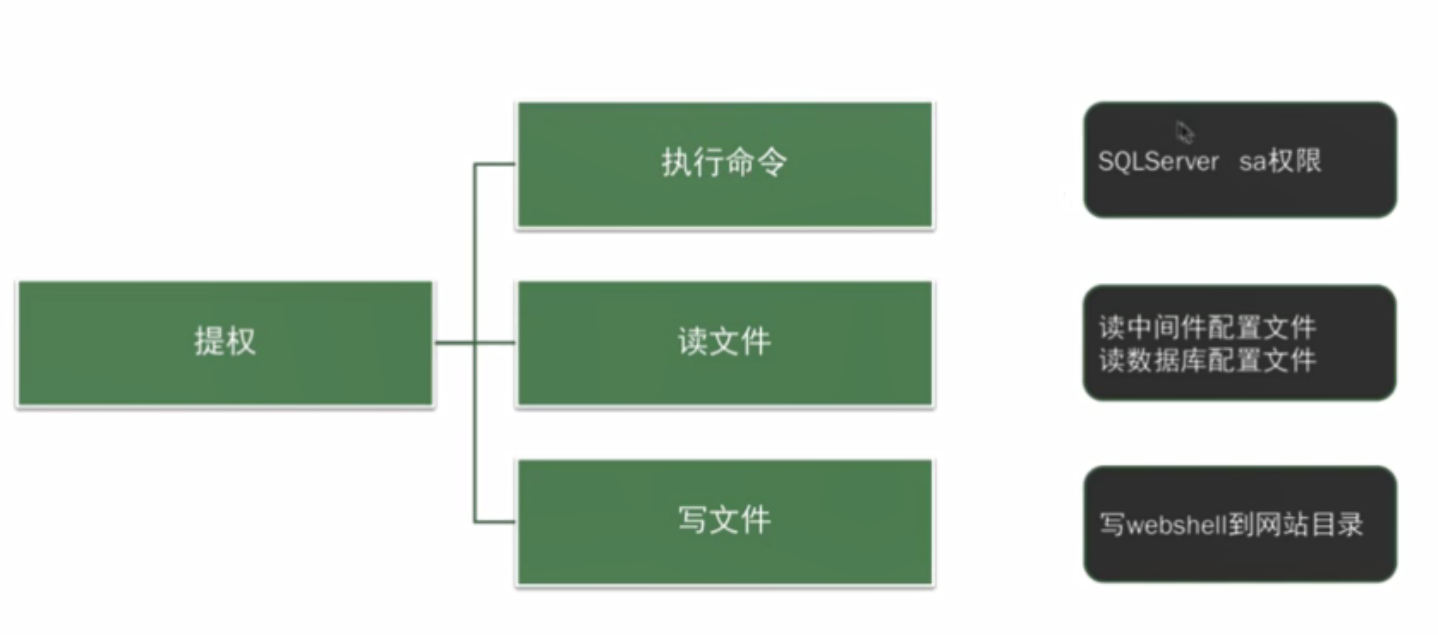 执行命令
SQLServer sa权限
提权
读文件
读中间件配置文件
读数据库配置文件
写文件
写webshell到网站目录